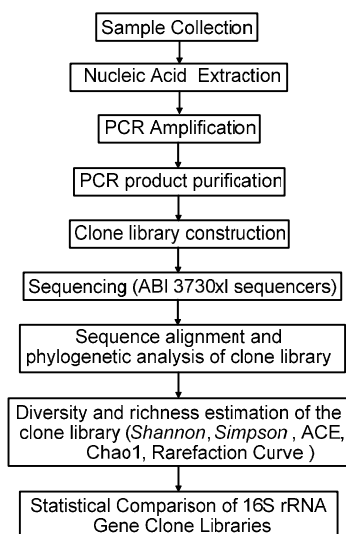 Sample Collection
Nucleic Acid Extraction
PCR Amplification
PCR product purification
Clone library construction
Sequencing (ABI 3730xl sequencers)
Sequence alignment and
phylogenetic analysis of clone library
Diversity and richness estimation of the
clone library (Shannon, Simpson , ACE,
Chao1, Rarefaction Curve )
Statistical Comparison of 16S rRNA
Gene Clone Libraries